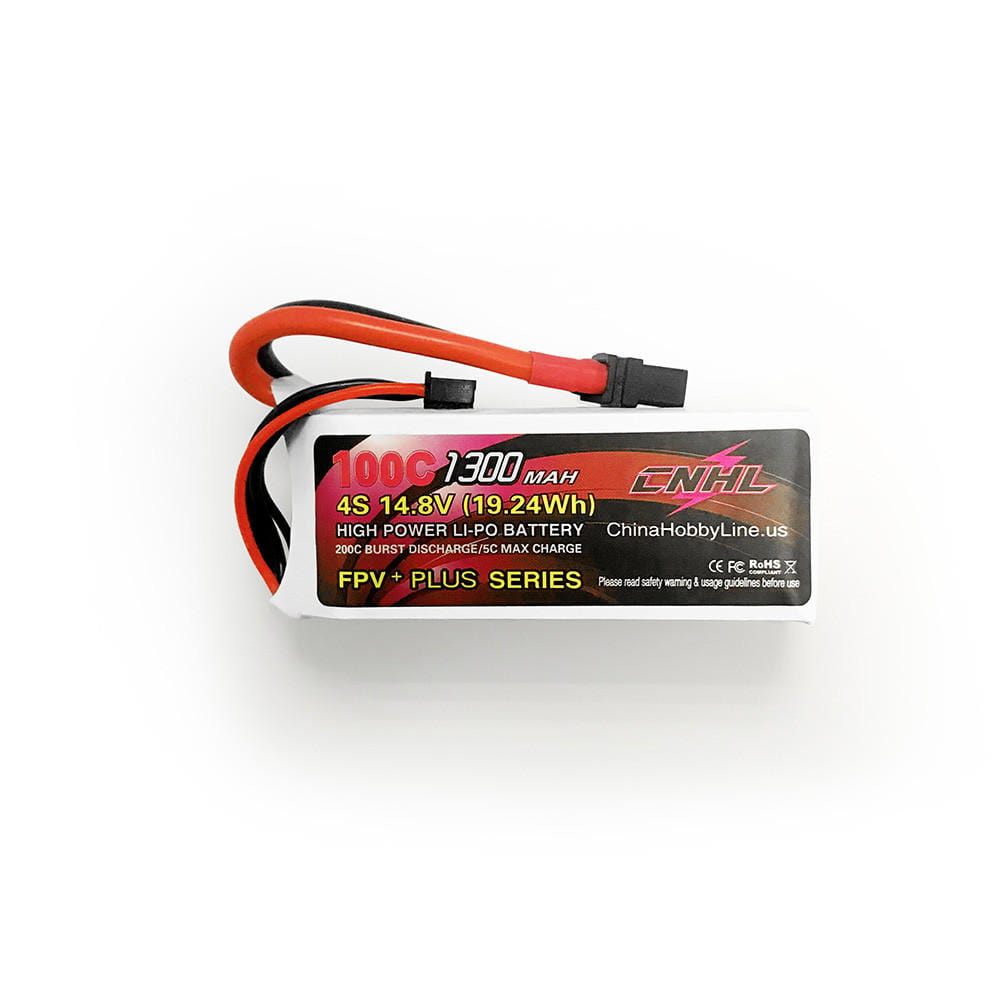 100C 1300 MAH
CNHL
4S 14.8V (19.24Wh)
HIGH POWER LI-PO BATTERY
ChinaHobbyLine.us
200C BURST DISCHARGE/5C MAX CHARGE
CE FC RoHS
COMPLIANT
FPV + PLUS SERIES
Please read safety warning & usage guidelines before use